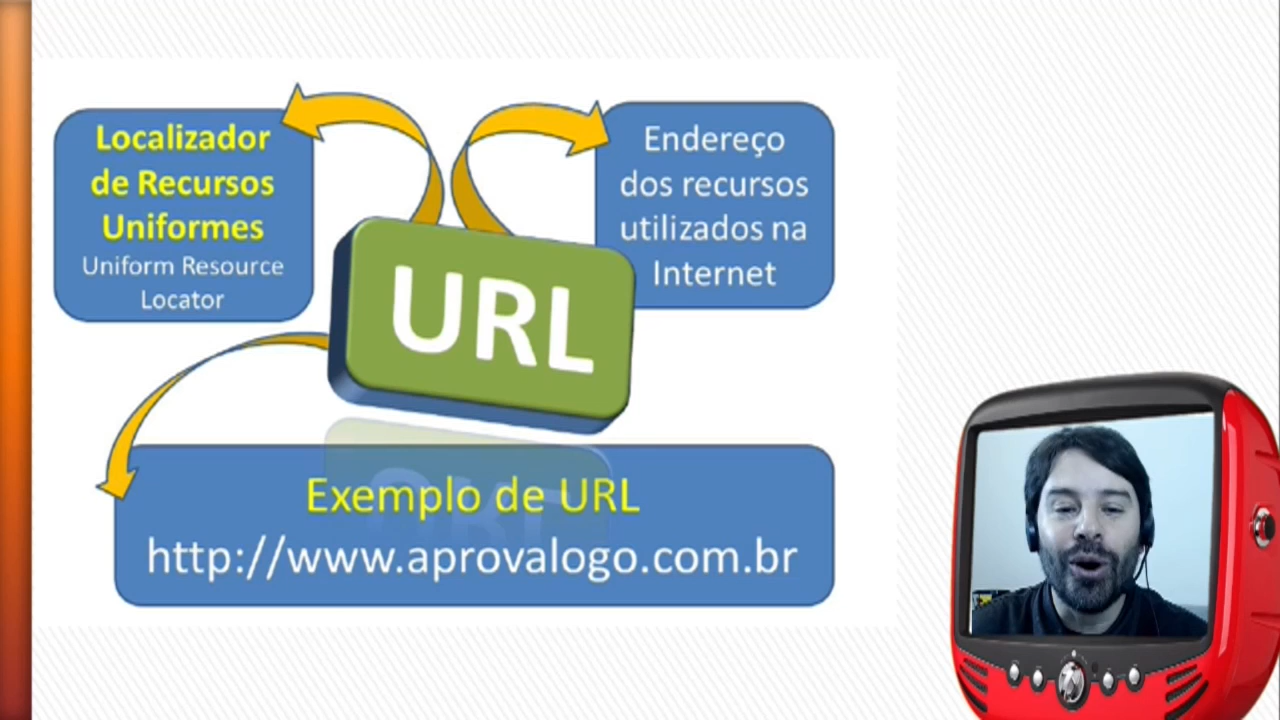 Localizador
de Recursos
Uniformes
Uniform Resource
Locator
Endereço
dos recursos
utilizados na
Internet
URL
Exemplo de URL
http://www.aprovalogo.com.br